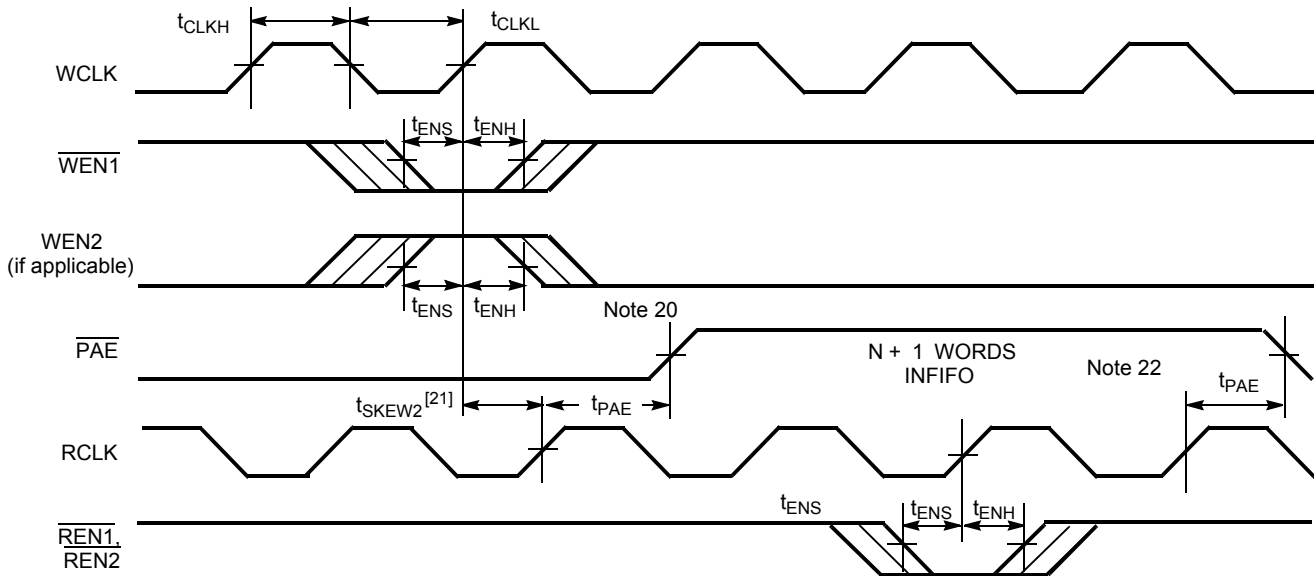 tCLKH
tCLKL
WCLK
tENS
tENH
WEN1
WEN2
(if applicable)
tENS
tENH
Note 20
PAE
N + 1 WORDS
INFIFO
Note 22
tPAE
tSKEW2[21]
tPAE
RCLK
tENS
tENS
tENH
REN1,
REN2